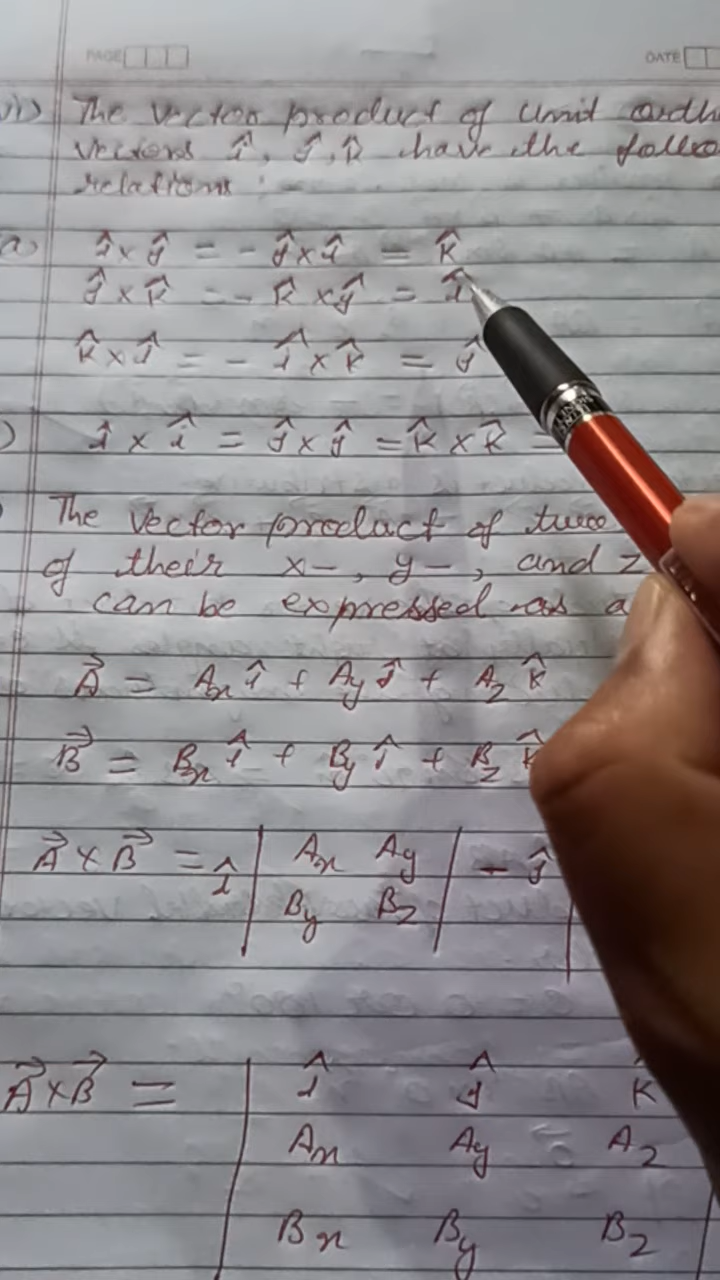 PAGE DATE
vi) The vector product of unit orth
vectors î, ĵ, k̂ have the follo
relations :
a) î × ĵ = - ĵ × î = k̂
ĵ × k̂ = - k̂ × ĵ = î
k̂ × î = - î × k̂ = ĵ
) î × î = ĵ × ĵ = k̂ × k̂ =
The vector product of two
of their x-, y-, and z
can be expressed as a
A⃗ = Aₓ î + Ay ĵ + Az k̂
B⃗ = Bₓ î + By ĵ + Bz k̂
A⃗ × B⃗ = î | Aₓ Ay | - ĵ |
By Bz
A⃗ × B⃗ = | î ĵ k̂
Aₓ Ay Az
Bₓ By Bz